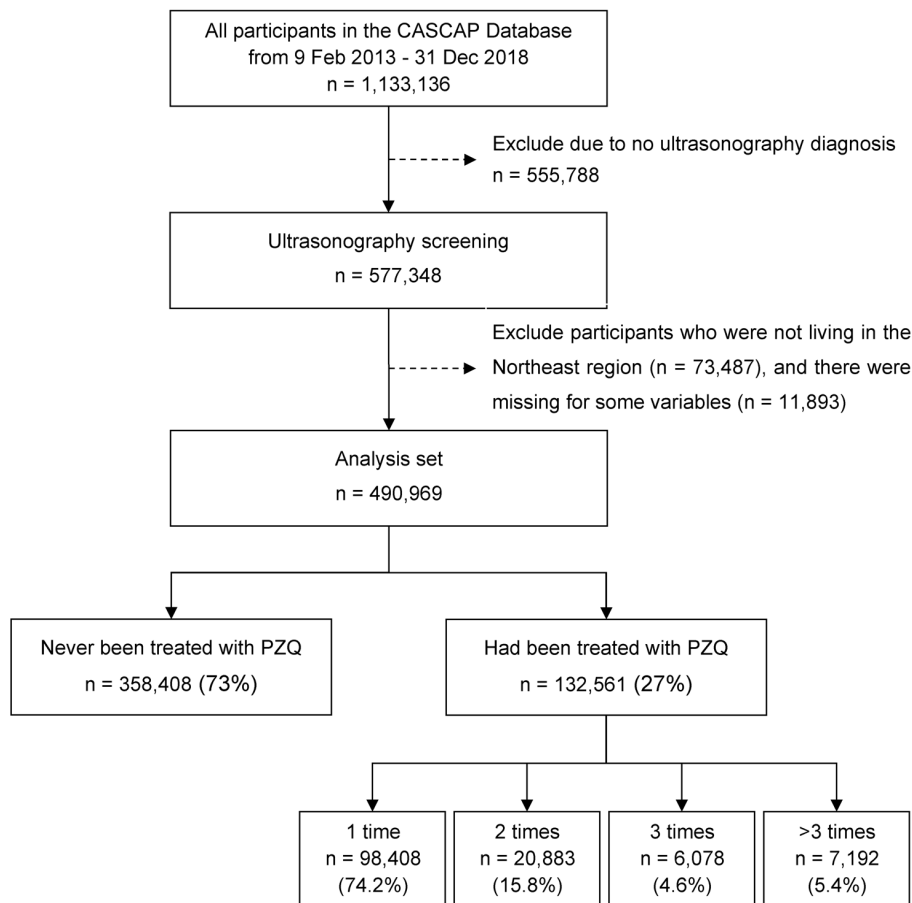 All participants in the CASCAP Database
from 9 Feb 2013 - 31 Dec 2018
n = 1,133,136
Exclude due to no ultrasonography diagnosis
n = 555,788
Ultrasonography screening
n = 577,348
Exclude participants who were not living in the
Northeast region (n = 73,487), and there were
missing for some variables (n = 11,893)
Analysis set
n = 490,969
Never been treated with PZQ
n = 358,408 (73%)
Had been treated with PZQ
n = 132,561 (27%)
1 time
n = 98,408
(74.2%)
2 times
n = 20,883
(15.8%)
3 times
n = 6,078
(4.6%)
>3 times
n = 7,192
(5.4%)